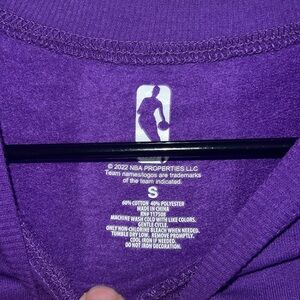 © 2022 NBA PROPERTIES LLC
Team names/logos are trademarks
of the team indicated.
S
60% COTTON 40% POLYESTER
MADE IN CHINA
RN# 117508
MACHINE WASH COLD WITH LIKE COLORS.
GENTLE CYCLE.
ONLY NON-CHLORINE BLEACH WHEN NEEDED.
TUMBLE DRY LOW. REMOVE PROMPTLY.
COOL IRON IF NEEDED.
DO NOT IRON DECORATION.